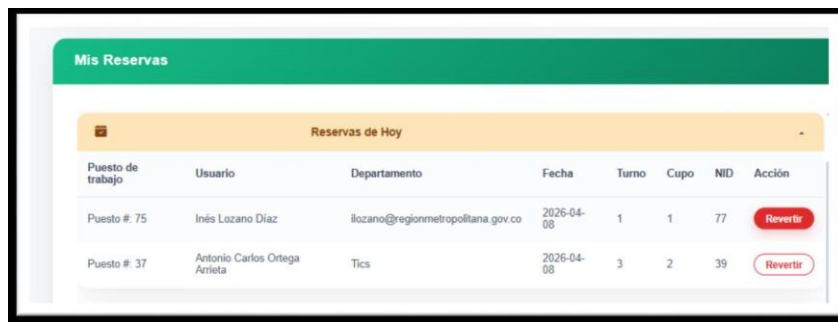 Mis Reservas
Reservas de Hoy
Puesto de trabajo Usuario Departamento Fecha Turno Cupo NID Acción
Puesto #: 75 Inés Lozano Díaz ilozano@regionmetropolitana.gov.co 2026-04-08 1 1 77 Revertir
Puesto #: 37 Antonio Carlos Ortega Arrieta Tics 2026-04-08 3 2 39 Revertir